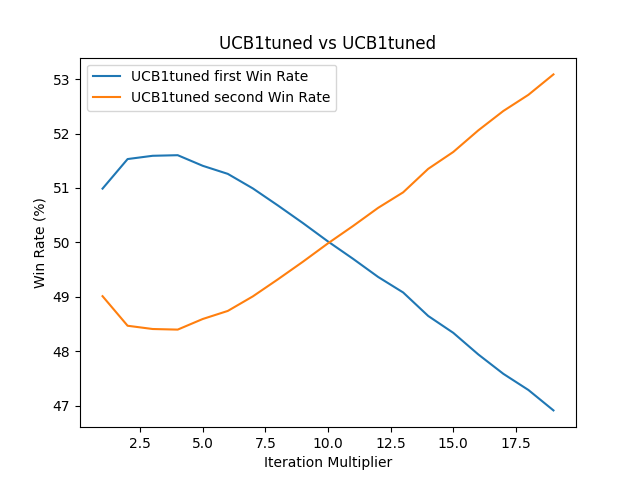 UCB1tuned vs UCB1tuned
UCB1tuned first Win Rate
UCB1tuned second Win Rate
Win Rate (%)
53
52
51
50
49
48
47
2.5 5.0 7.5 10.0 12.5 15.0 17.5
Iteration Multiplier